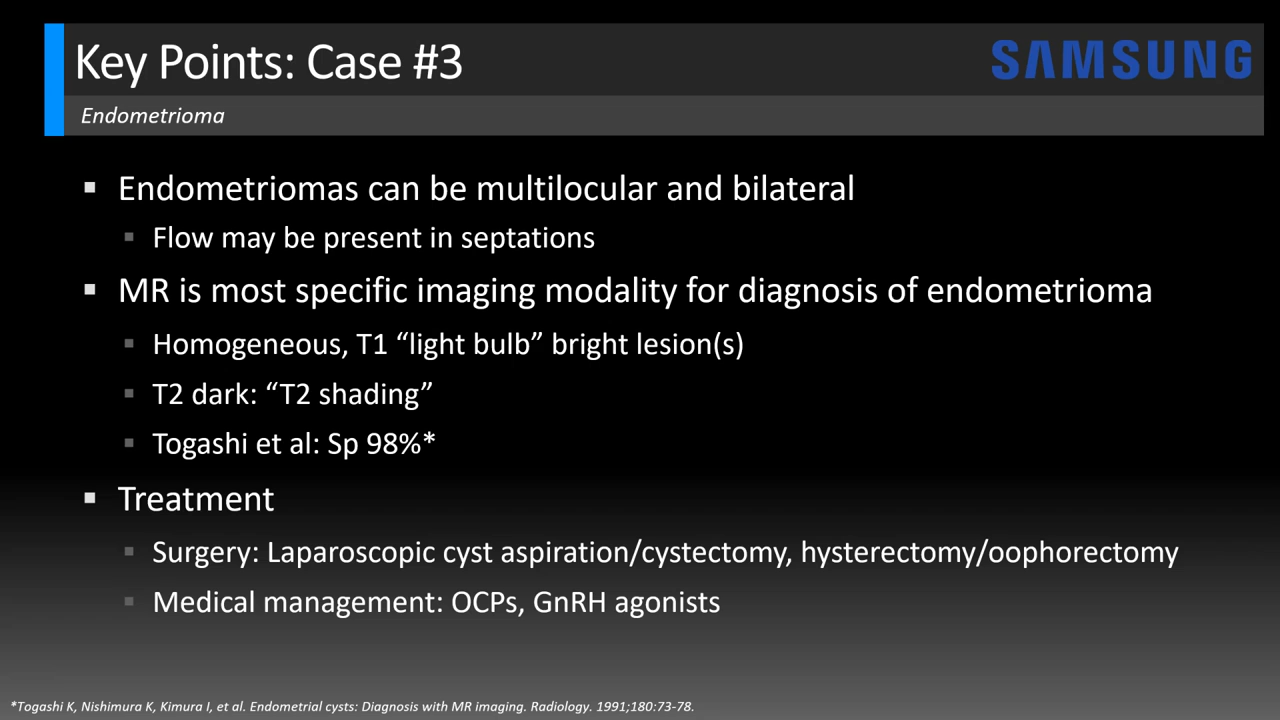 Key Points: Case #3
SAMSUNG
Endometrioma
▪ Endometriomas can be multilocular and bilateral
▪ Flow may be present in septations
▪ MR is most specific imaging modality for diagnosis of endometrioma
▪ Homogeneous, T1 “light bulb” bright lesion(s)
▪ T2 dark: “T2 shading”
▪ Togashi et al: Sp 98%*
▪ Treatment
▪ Surgery: Laparoscopic cyst aspiration/cystectomy, hysterectomy/oophorectomy
▪ Medical management: OCPs, GnRH agonists
*Togashi K, Nishimura K, Kimura I, et al. Endometrial cysts: Diagnosis with MR imaging. Radiology. 1991;180:73-78.